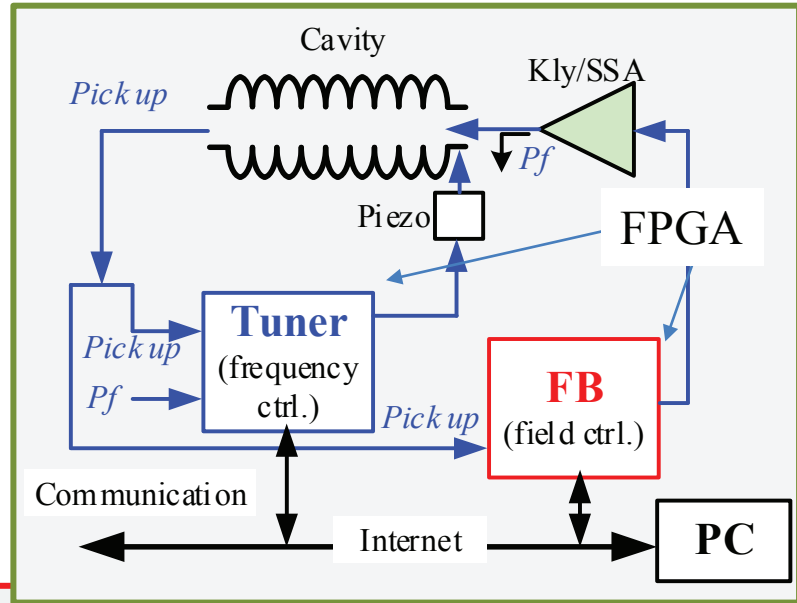 Cavity
Kly/SSA
Pick up
Pf
Piezo
FPGA
Tuner
(frequency
ctrl.)
Pick up
Pf
FB
(field ctrl.)
Pick up
Communication
Internet
PC